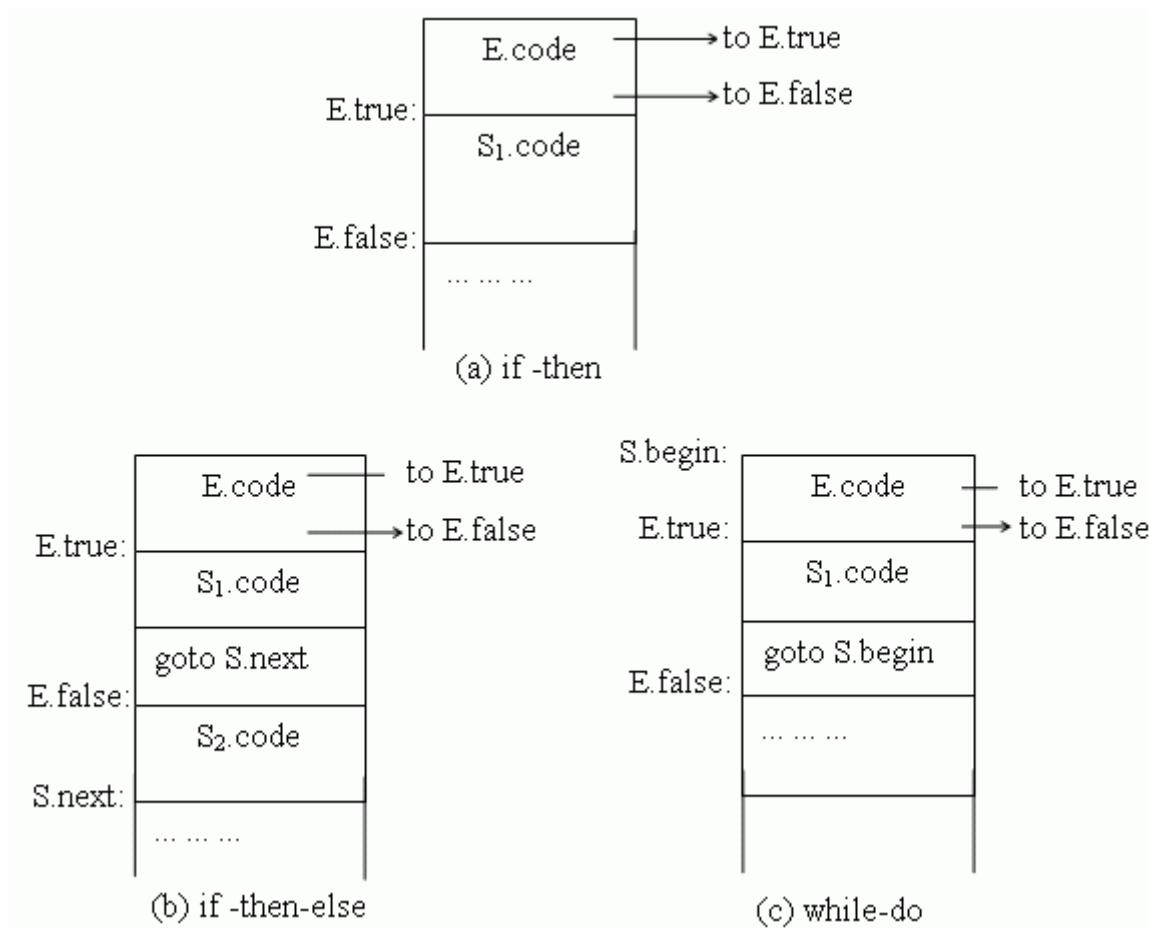 E.code
to E.true
to E.false
E.true:
S₁.code
E.false:
... ... ...
(a) if -then
E.code
to E.true
to E.false
E.true:
S₁.code
goto S.next
E.false:
S₂.code
S.next:
... ... ...
(b) if -then-else
S.begin:
E.code
to E.true
to E.false
E.true:
S₁.code
goto S.begin
E.false:
... ... ...
(c) while-do